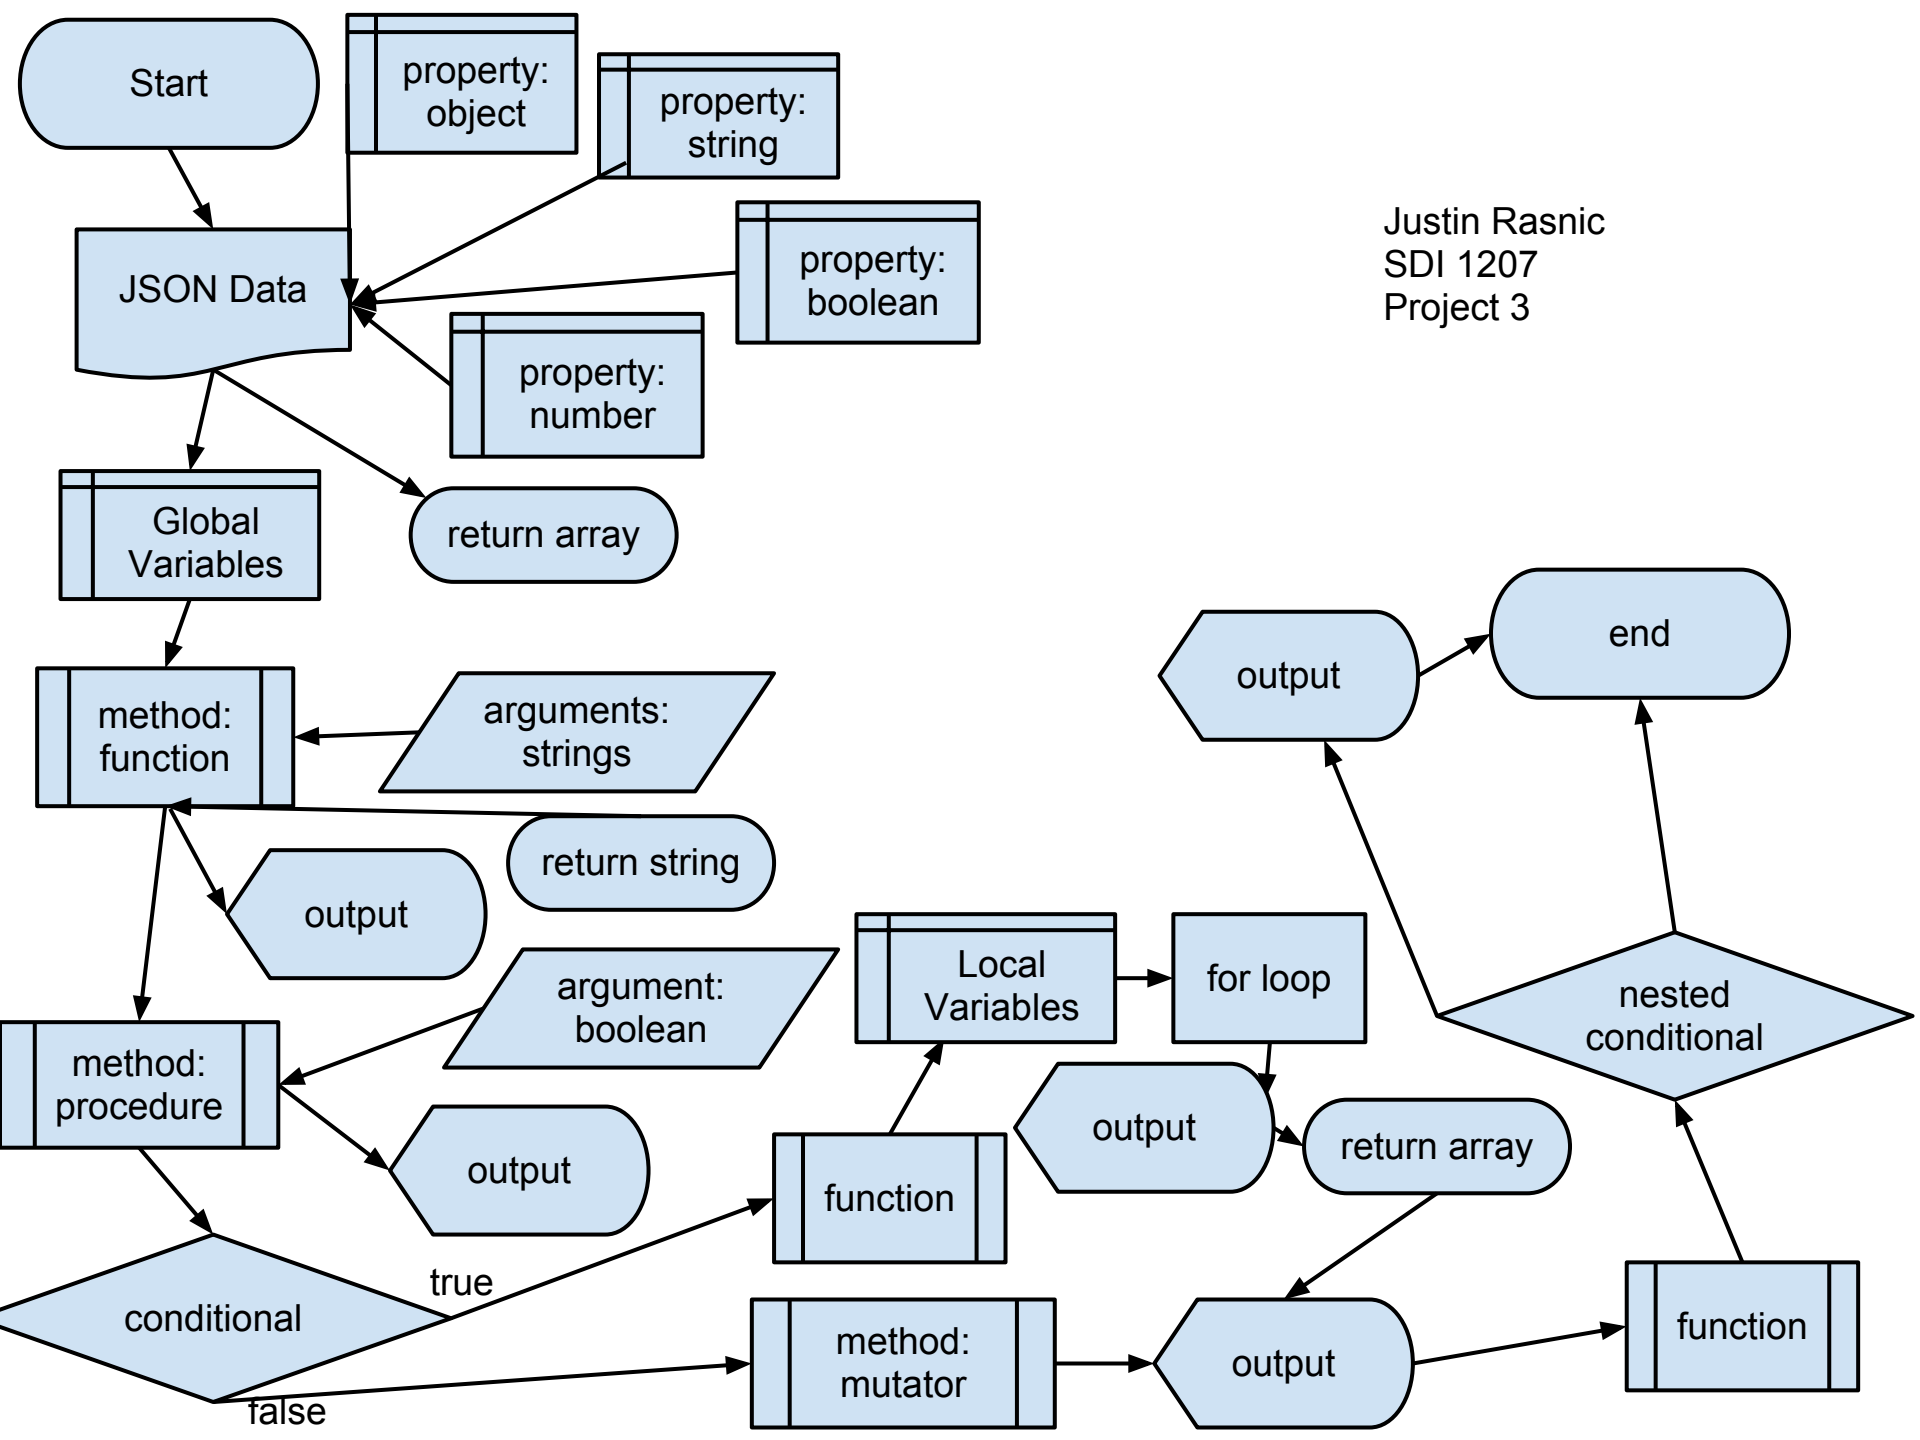 Start
property:
object
property:
string
Justin Rasnic
SDI 1207
Project 3
JSON Data
property:
boolean
property:
number
Global
Variables
return array
output
end
method:
function
arguments:
strings
return string
output
Local
Variables
for loop
nested
conditional
argument:
boolean
method:
procedure
output
output
return array
function
true
conditional
false
method:
mutator
output
function